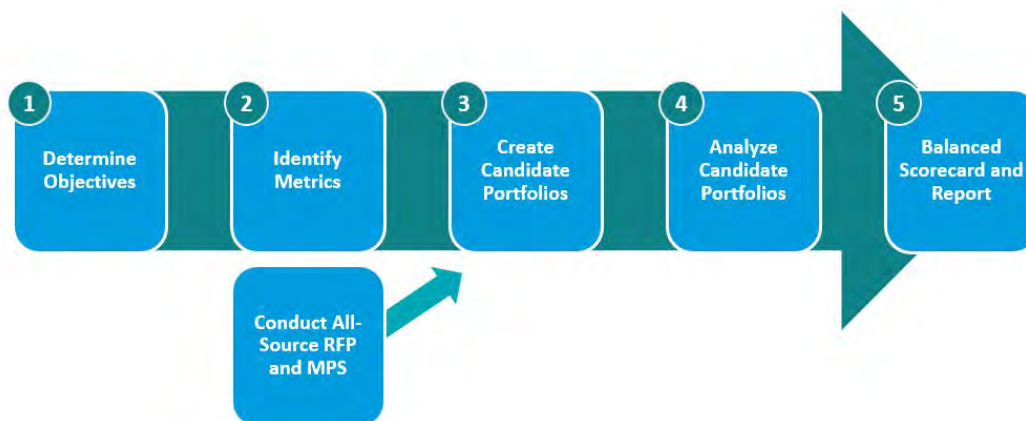 1
Determine
Objectives
2
Identify
Metrics
3
Create
Candidate
Portfolios
4
Analyze
Candidate
Portfolios
5
Balanced
Scorecard and
Report
Conduct All-
Source RFP
and MPS